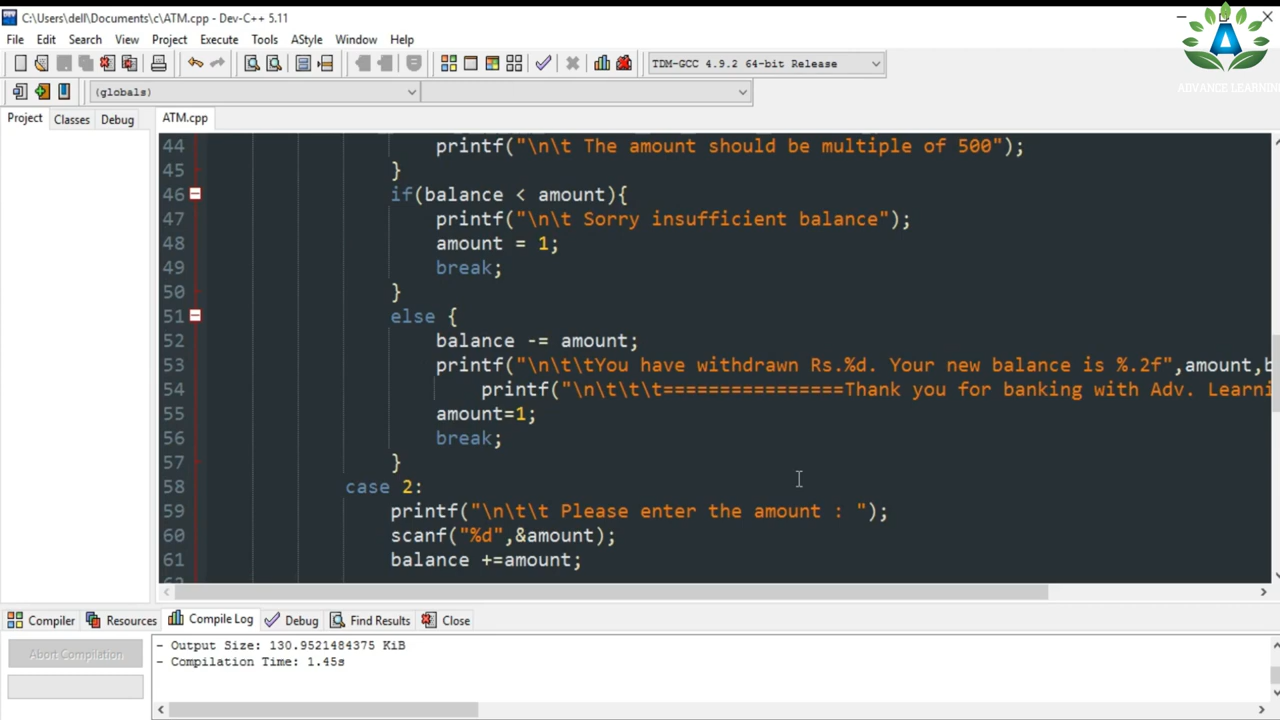 C:\Users\dell\Documents\c\ATM.cpp - Dev-C++ 5.11
File Edit Search View Project Execute Tools AStyle Window Help
TDM-GCC 4.9.2 64-bit Release
ADVANCE LEARNIN
(globals)
Project Classes Debug
ATM.cpp
44 printf("\n\t The amount should be multiple of 500");
45 }
46 if(balance < amount){
47 printf("\n\t Sorry insufficient balance");
48 amount = 1;
49 break;
50 }
51 else {
52 balance -= amount;
53 printf("\n\t\tYou have withdrawn Rs.%d. Your new balance is %.2f",amount,b
54 printf("\n\t\t\t================Thank you for banking with Adv. Learni
55 amount=1;
56 break;
57 }
58 case 2:
59 printf("\n\t\t Please enter the amount : ");
60 scanf("%d",&amount);
61 balance +=amount;
Compiler Resources Compile Log Debug Find Results Close
Abort Compilation
- Output Size: 130.9521484375 KiB
- Compilation Time: 1.45s